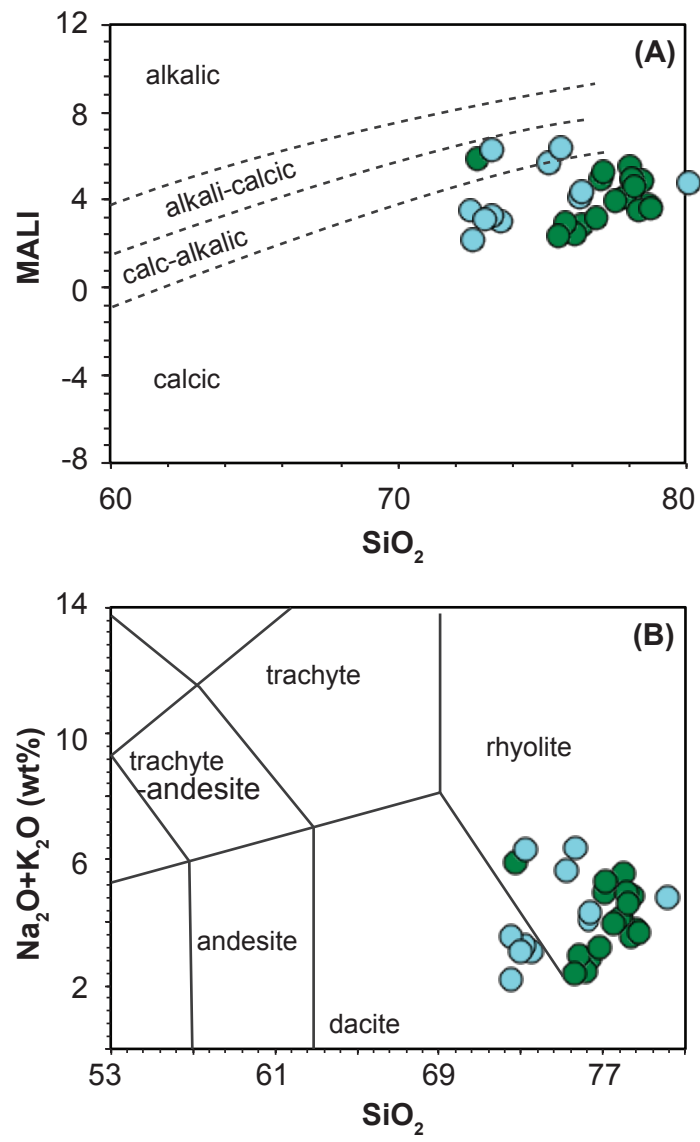 12
8
4
0
-4
-8
MALI
(A)
alkalic
alkali-calcic
calc-alkalic
calcic
60
70
80
SiO₂
14
10
6
2
Na₂O+K₂O (wt%)
(B)
trachyte
rhyolite
trachyte
-andesite
andesite
dacite
53
61
69
77
SiO₂